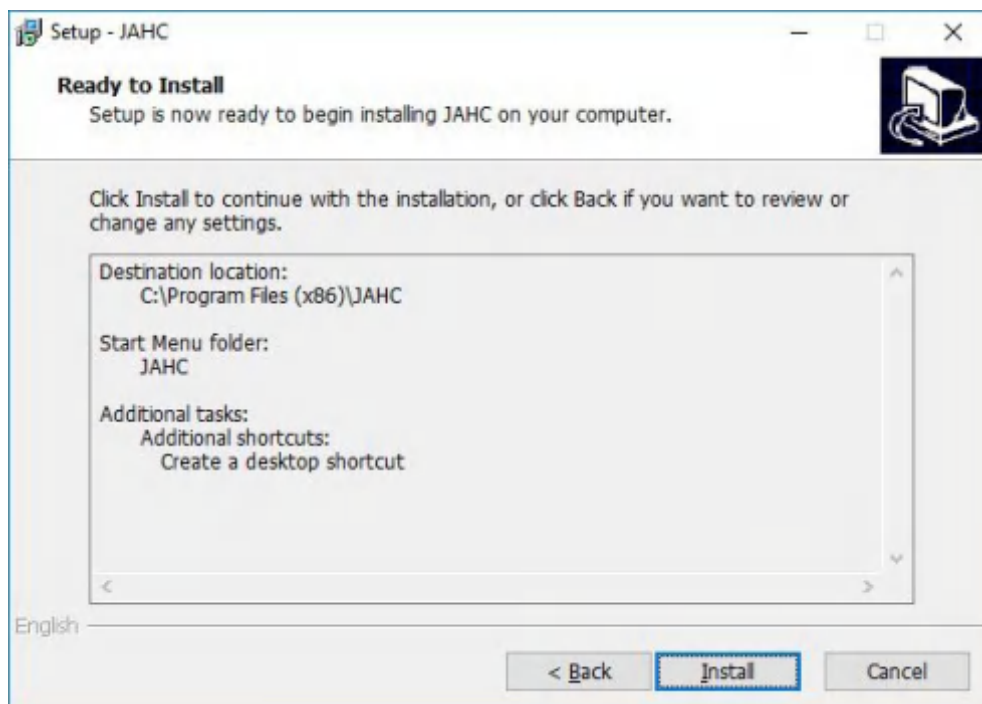 Setup - JAHC
Ready to Install
Setup is now ready to begin installing JAHC on your computer.
Click Install to continue with the installation, or click Back if you want to review or
change any settings.
Destination location:
C:\Program Files (x86)\JAHC
Start Menu folder:
JAHC
Additional tasks:
Additional shortcuts:
Create a desktop shortcut
English
< Back
Install
Cancel